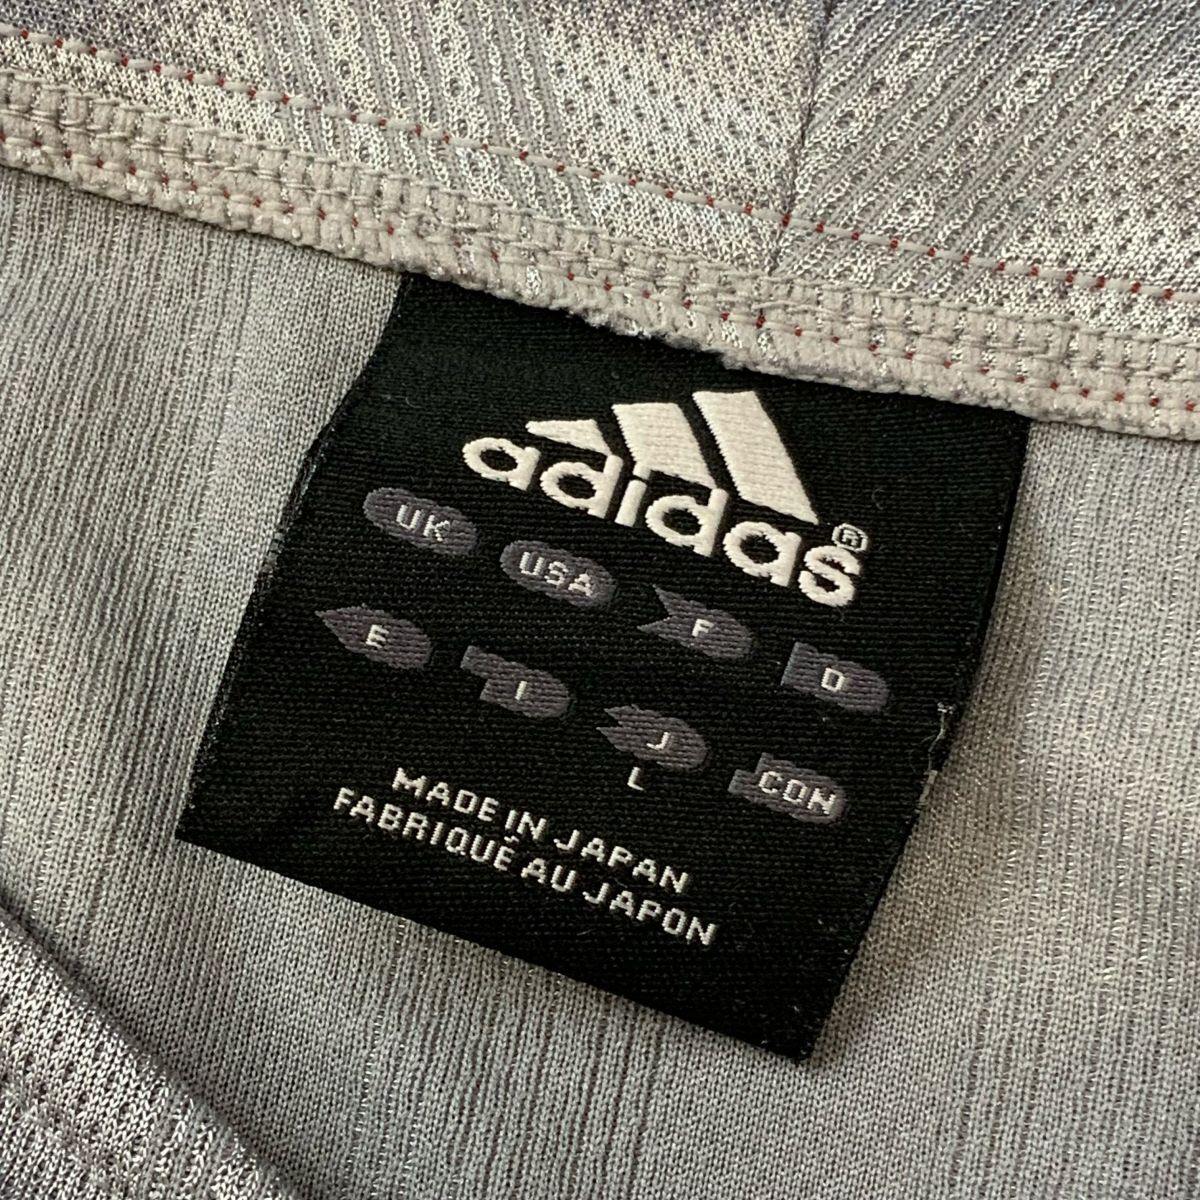 adidas®
UK USA F D
E I J CON
L
MADE IN JAPAN
FABRIQUÉ AU JAPON